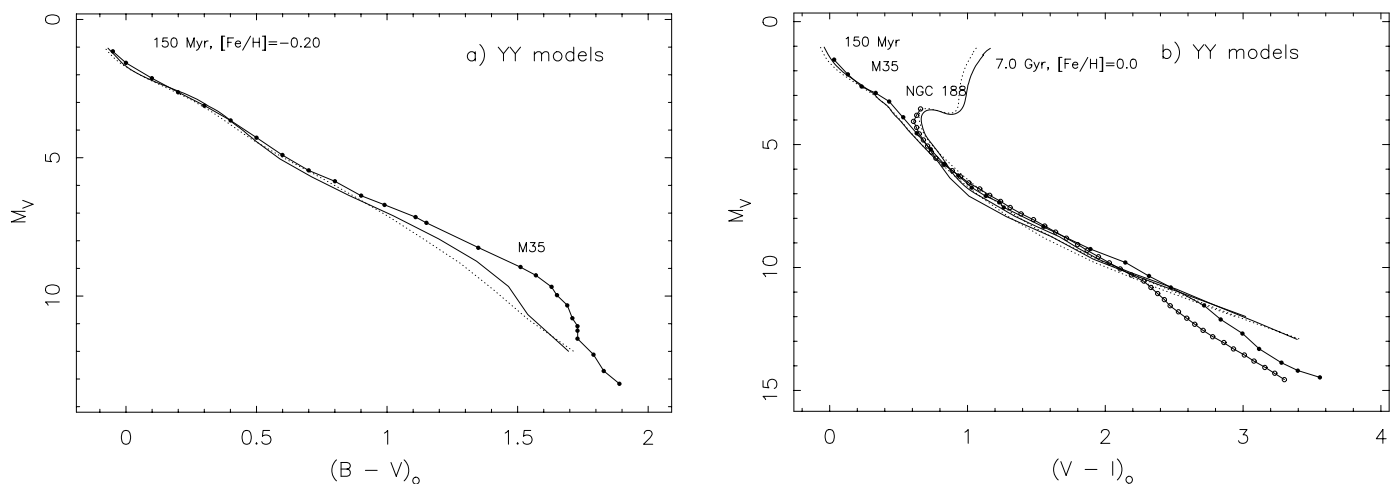 0
5
10
M_V
150 Myr, [Fe/H]=−0.20
a) YY models
M35
0
0.5
1
1.5
2
(B − V)_o
0
5
10
15
M_V
150 Myr
M35
b) YY models
7.0 Gyr, [Fe/H]=0.0
NGC 188
0
1
2
3
4
(V − I)_o